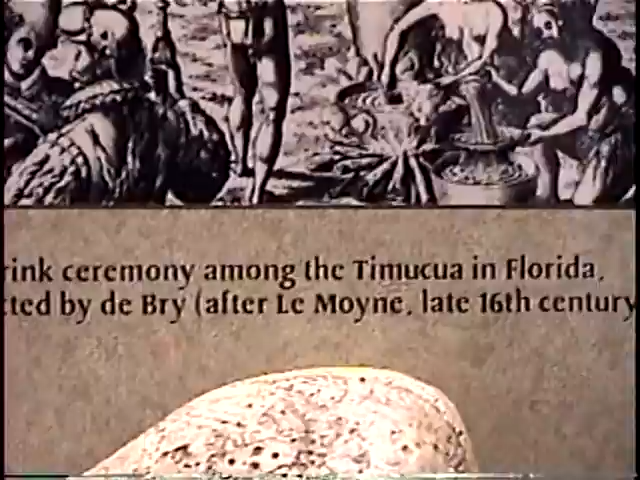 rink ceremony among the Timucua in Florida,
cted by de Bry (after Le Moyne, late 16th century